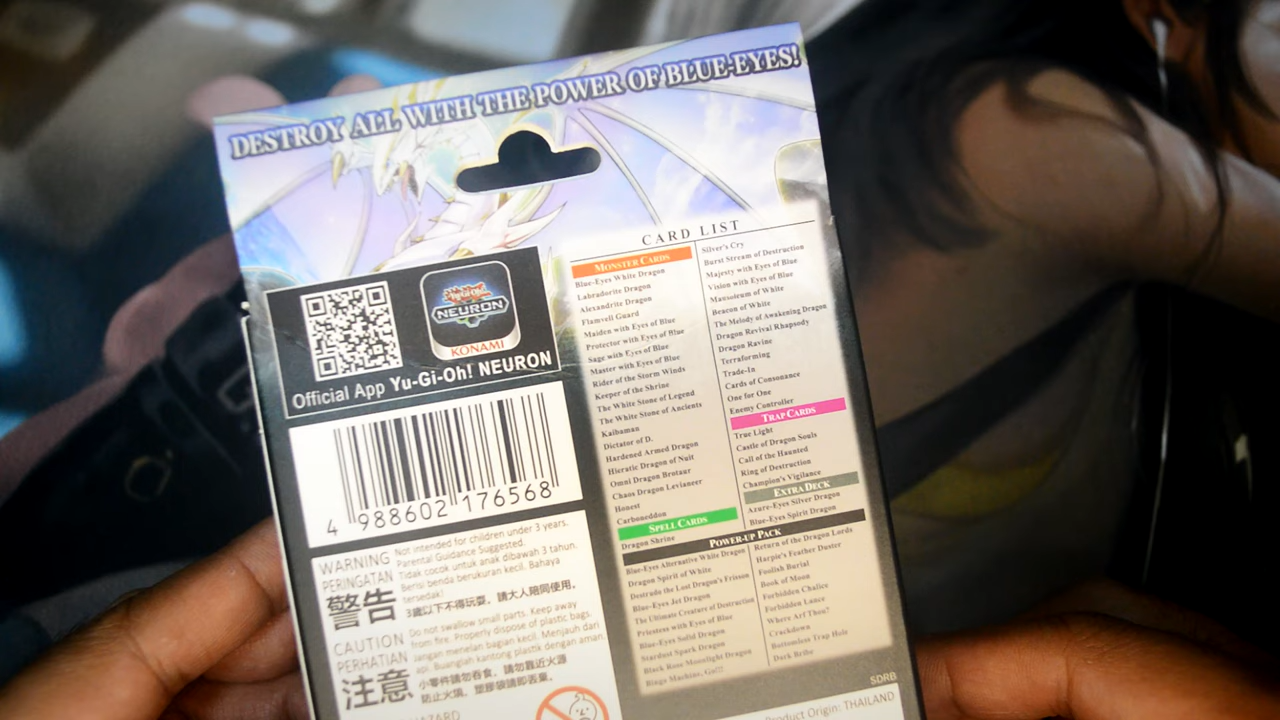 DESTROY ALL WITH THE POWER OF BLUE-EYES!
YU-GI-OH!
NEURON
KONAMI
Official App Yu-Gi-Oh! NEURON
4 988602 176568
WARNING
PERINGATAN
警告
Not intended for children under 3 years.
Parental Guidance Suggested.
Tidak cocok untuk anak dibawah 3 tahun.
Berisi benda berukuran kecil. Bahaya
tersedak!
3歲以下不得玩耍，請大人陪同使用。
CAUTION
PERHATIAN
注意
Do not swallow small parts. Keep away
from fire. Properly dispose of plastic bags.
Jangan menelan bagian kecil. Menjauh dari
api. Buanglah kantong plastik dengan aman.
小零件請勿吞食，請勿靠近火源
防止火燭，塑膠袋請即丟棄。
HAZARD
CARD LIST
MONSTER CARDS
Blue-Eyes White Dragon
Labradorite Dragon
Alexandrite Dragon
Flamvell Guard
Maiden with Eyes of Blue
Protector with Eyes of Blue
Sage with Eyes of Blue
Master with Eyes of Blue
Rider of the Storm Winds
Keeper of the Shrine
The White Stone of Legend
The White Stone of Ancients
Kaibaman
Dictator of D.
Hardened Armed Dragon
Hieratic Dragon of Nuit
Omni Dragon Brotaur
Chaos Dragon Levianeer
Honest
Carboneddon
SPELL CARDS
Dragon Shrine
Silver's Cry
Burst Stream of Destruction
Majesty with Eyes of Blue
Vision with Eyes of Blue
Mausoleum of White
Beacon of White
The Melody of Awakening Dragon
Dragon Revival Rhapsody
Dragon Ravine
Terraforming
Trade-In
Cards of Consonance
One for One
Enemy Controller
TRAP CARDS
True Light
Castle of Dragon Souls
Call of the Haunted
Ring of Destruction
Champion's Vigilance
EXTRA DECK
Azure-Eyes Silver Dragon
Blue-Eyes Spirit Dragon
POWER-UP PACK
Blue-Eyes Alternative White Dragon
Dragon Spirit of White
Destrudo the Lost Dragon's Frisson
Blue-Eyes Jet Dragon
The Ultimate Creature of Destruction
Priestess with Eyes of Blue
Blue-Eyes Solid Dragon
Stardust Spark Dragon
Black Rose Moonlight Dragon
Bingo Machine, Go!!!
Return of the Dragon Lords
Harpie's Feather Duster
Foolish Burial
Book of Moon
Forbidden Chalice
Forbidden Lance
Where Arf Thou?
Crackdown
Bottomless Trap Hole
Dark Bribe
SDRB
Product Origin: THAILAND